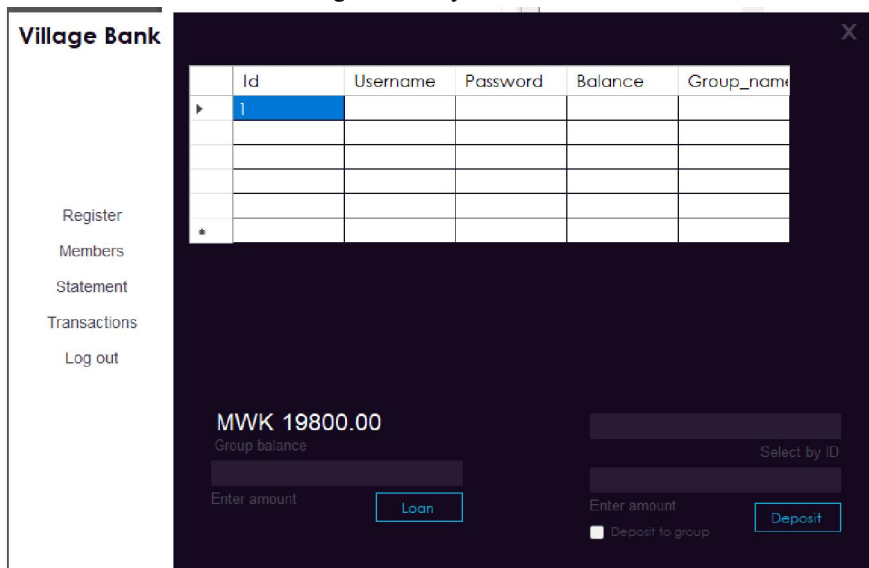 Village Bank
X
Id Username Password Balance Group_name
1
*
Register
Members
Statement
Transactions
Log out
MWK 19800.00
Group balance
Select by ID
Enter amount
Loan
Enter amount
Deposit to group
Deposit